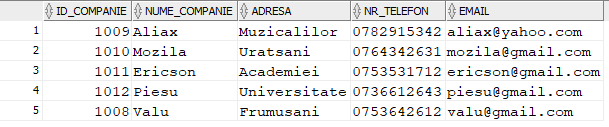 ID_COMPANIE NUME_COMPANIE ADRESA NR_TELEFON EMAIL
1 1009 Aliax Muzicalilor 0782915342 aliax@yahoo.com
2 1010 Mozila Uratsani 0764342631 mozila@gmail.com
3 1011 Ericson Academiei 0753531712 ericson@gmail.com
4 1012 Piesu Universitate 0736612643 piesu@gmail.com
5 1008 Valu Frumusani 0753642612 valu@gmail.com